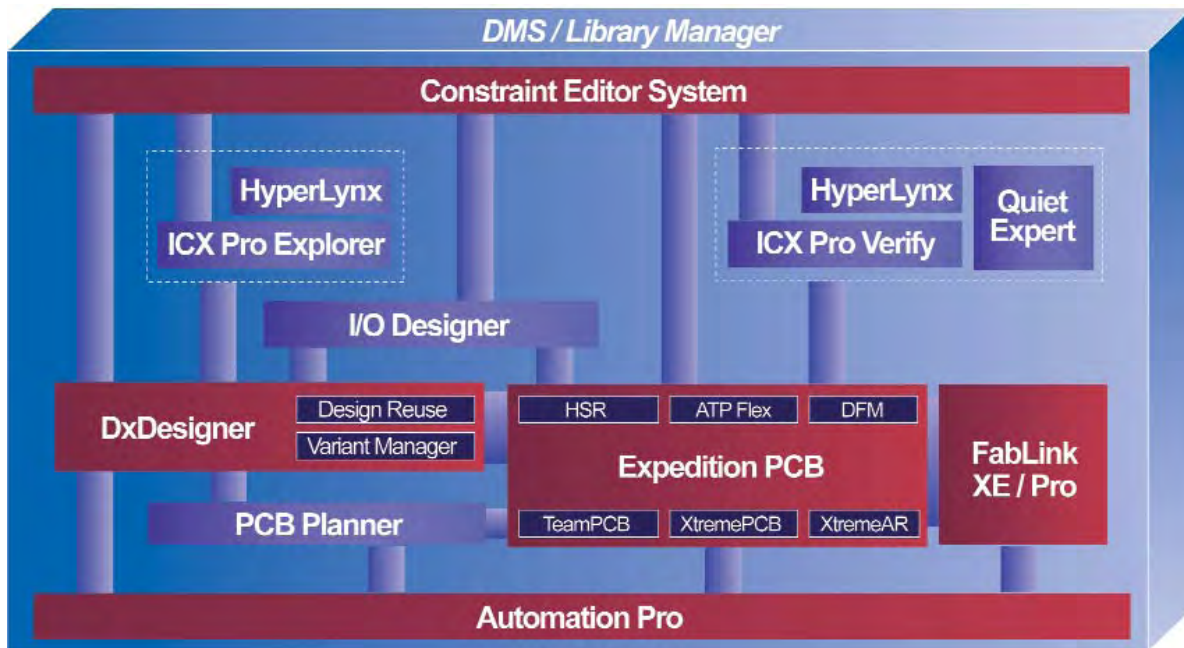 DMS / Library Manager
Constraint Editor System
HyperLynx
ICX Pro Explorer
HyperLynx
ICX Pro Verify
Quiet
Expert
I/O Designer
DxDesigner
Design Reuse
Variant Manager
HSR
ATP Flex
DFM
Expedition PCB
TeamPCB
XtremePCB
XtremeAR
FabLink
XE / Pro
PCB Planner
Automation Pro